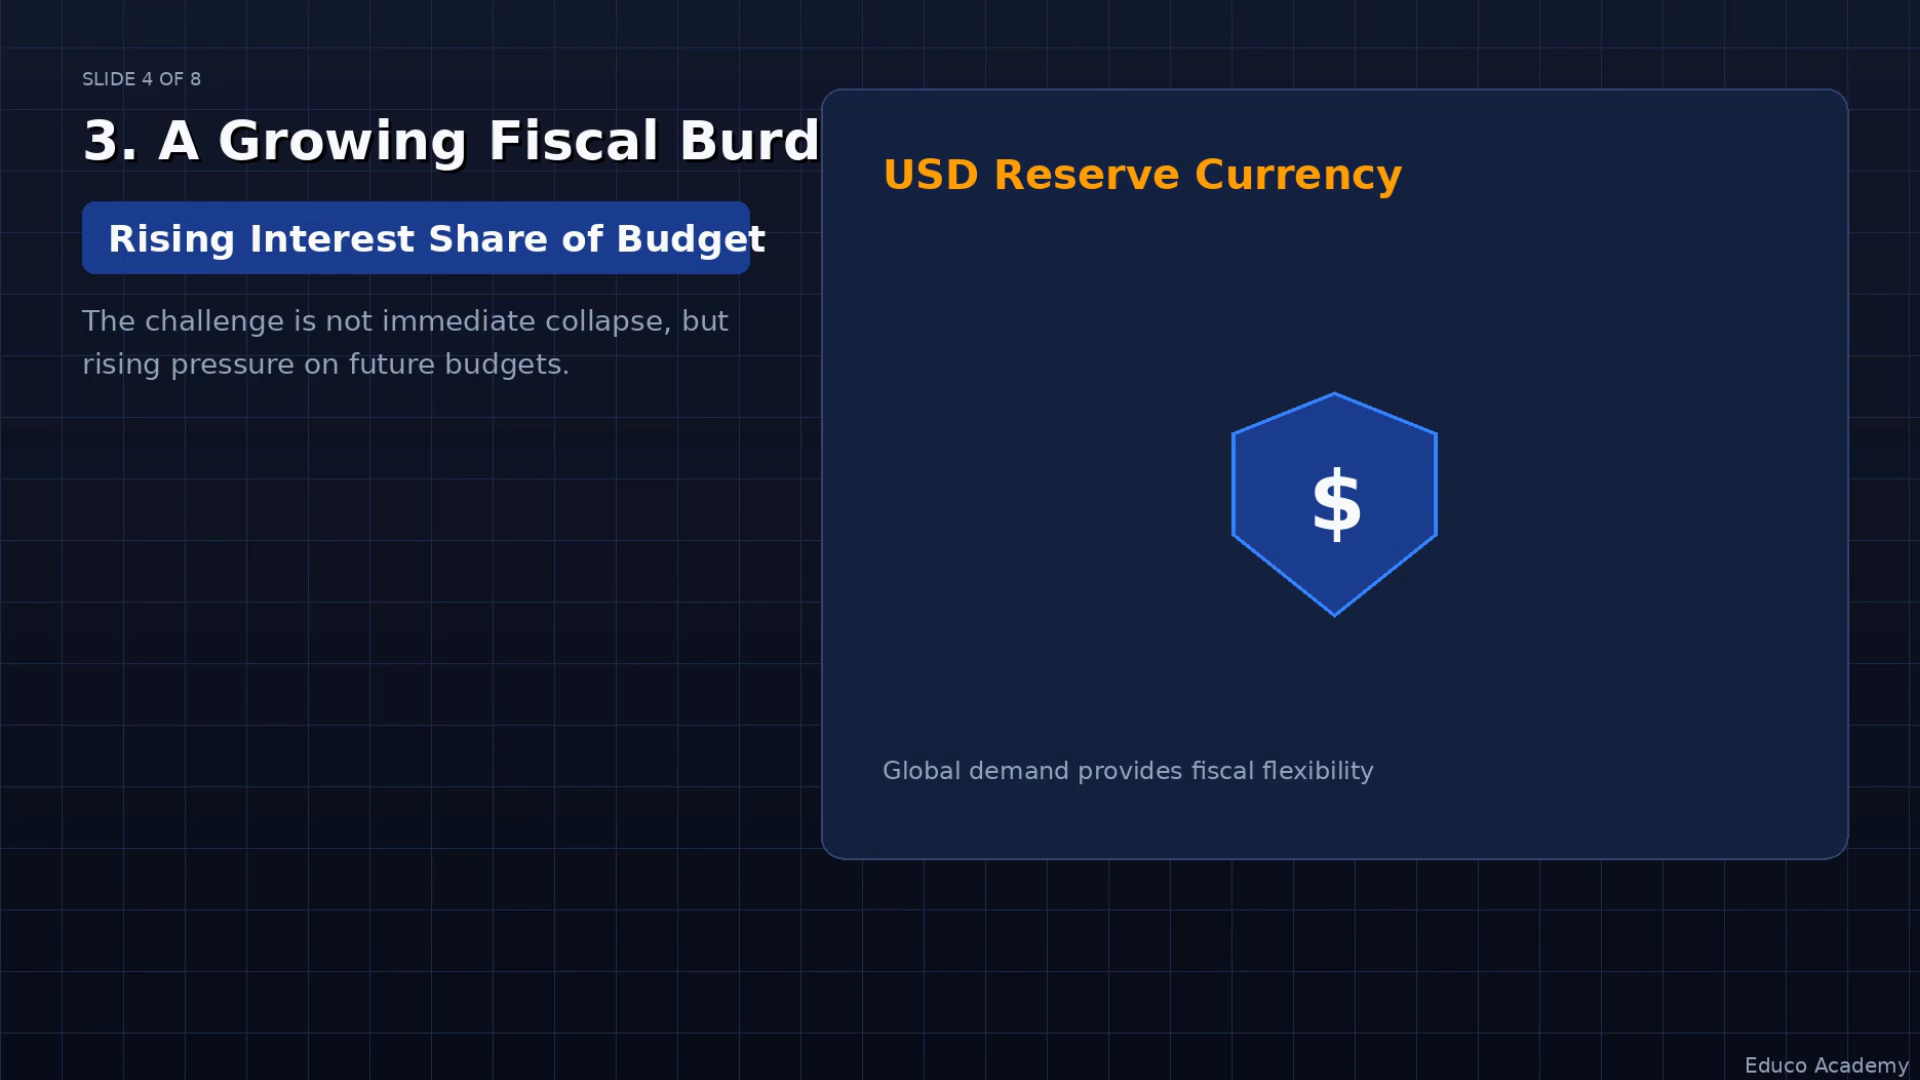 SLIDE 4 OF 8
3. A Growing Fiscal Burd
Rising Interest Share of Budget
The challenge is not immediate collapse, but
rising pressure on future budgets.
USD Reserve Currency
$
Global demand provides fiscal flexibility
Educo Academy